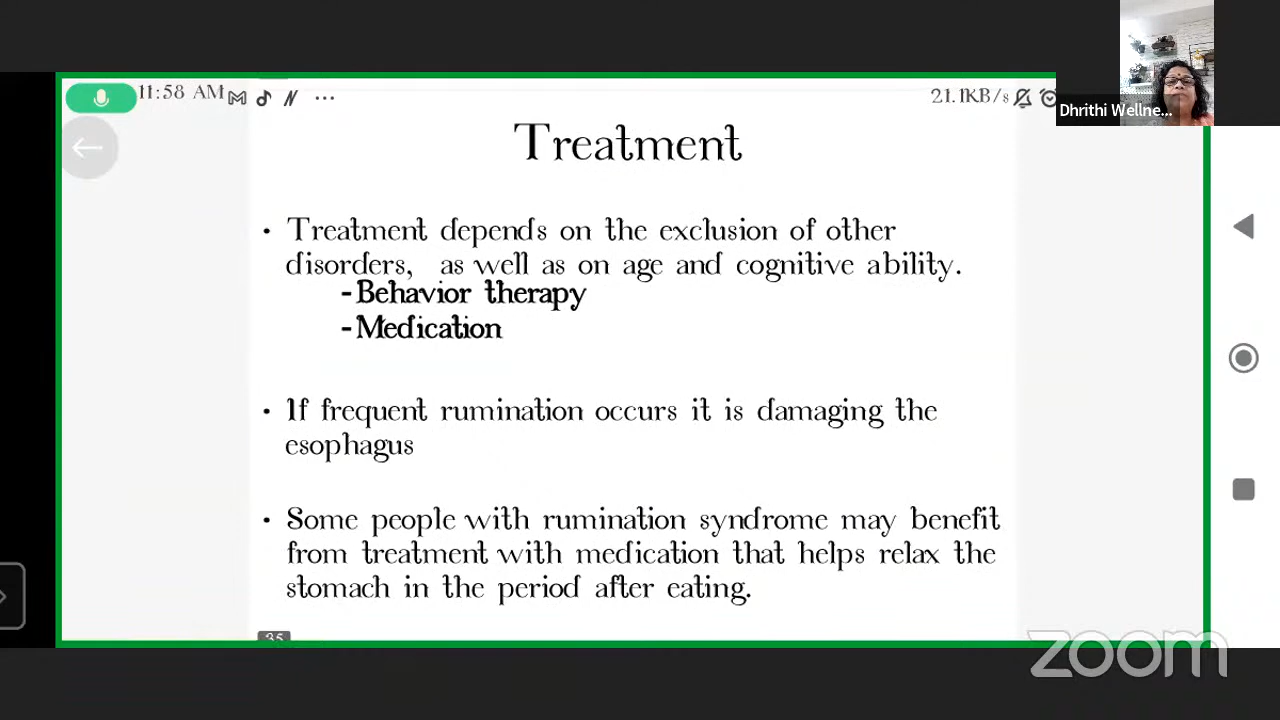 11:58 AM
21.1KB/s
Dhrithi Wellne...
Treatment
• Treatment depends on the exclusion of other
disorders, as well as on age and cognitive ability.
-Behavior therapy
-Medication
• If frequent rumination occurs it is damaging the
esophagus
• Some people with rumination syndrome may benefit
from treatment with medication that helps relax the
stomach in the period after eating.
35
zoom